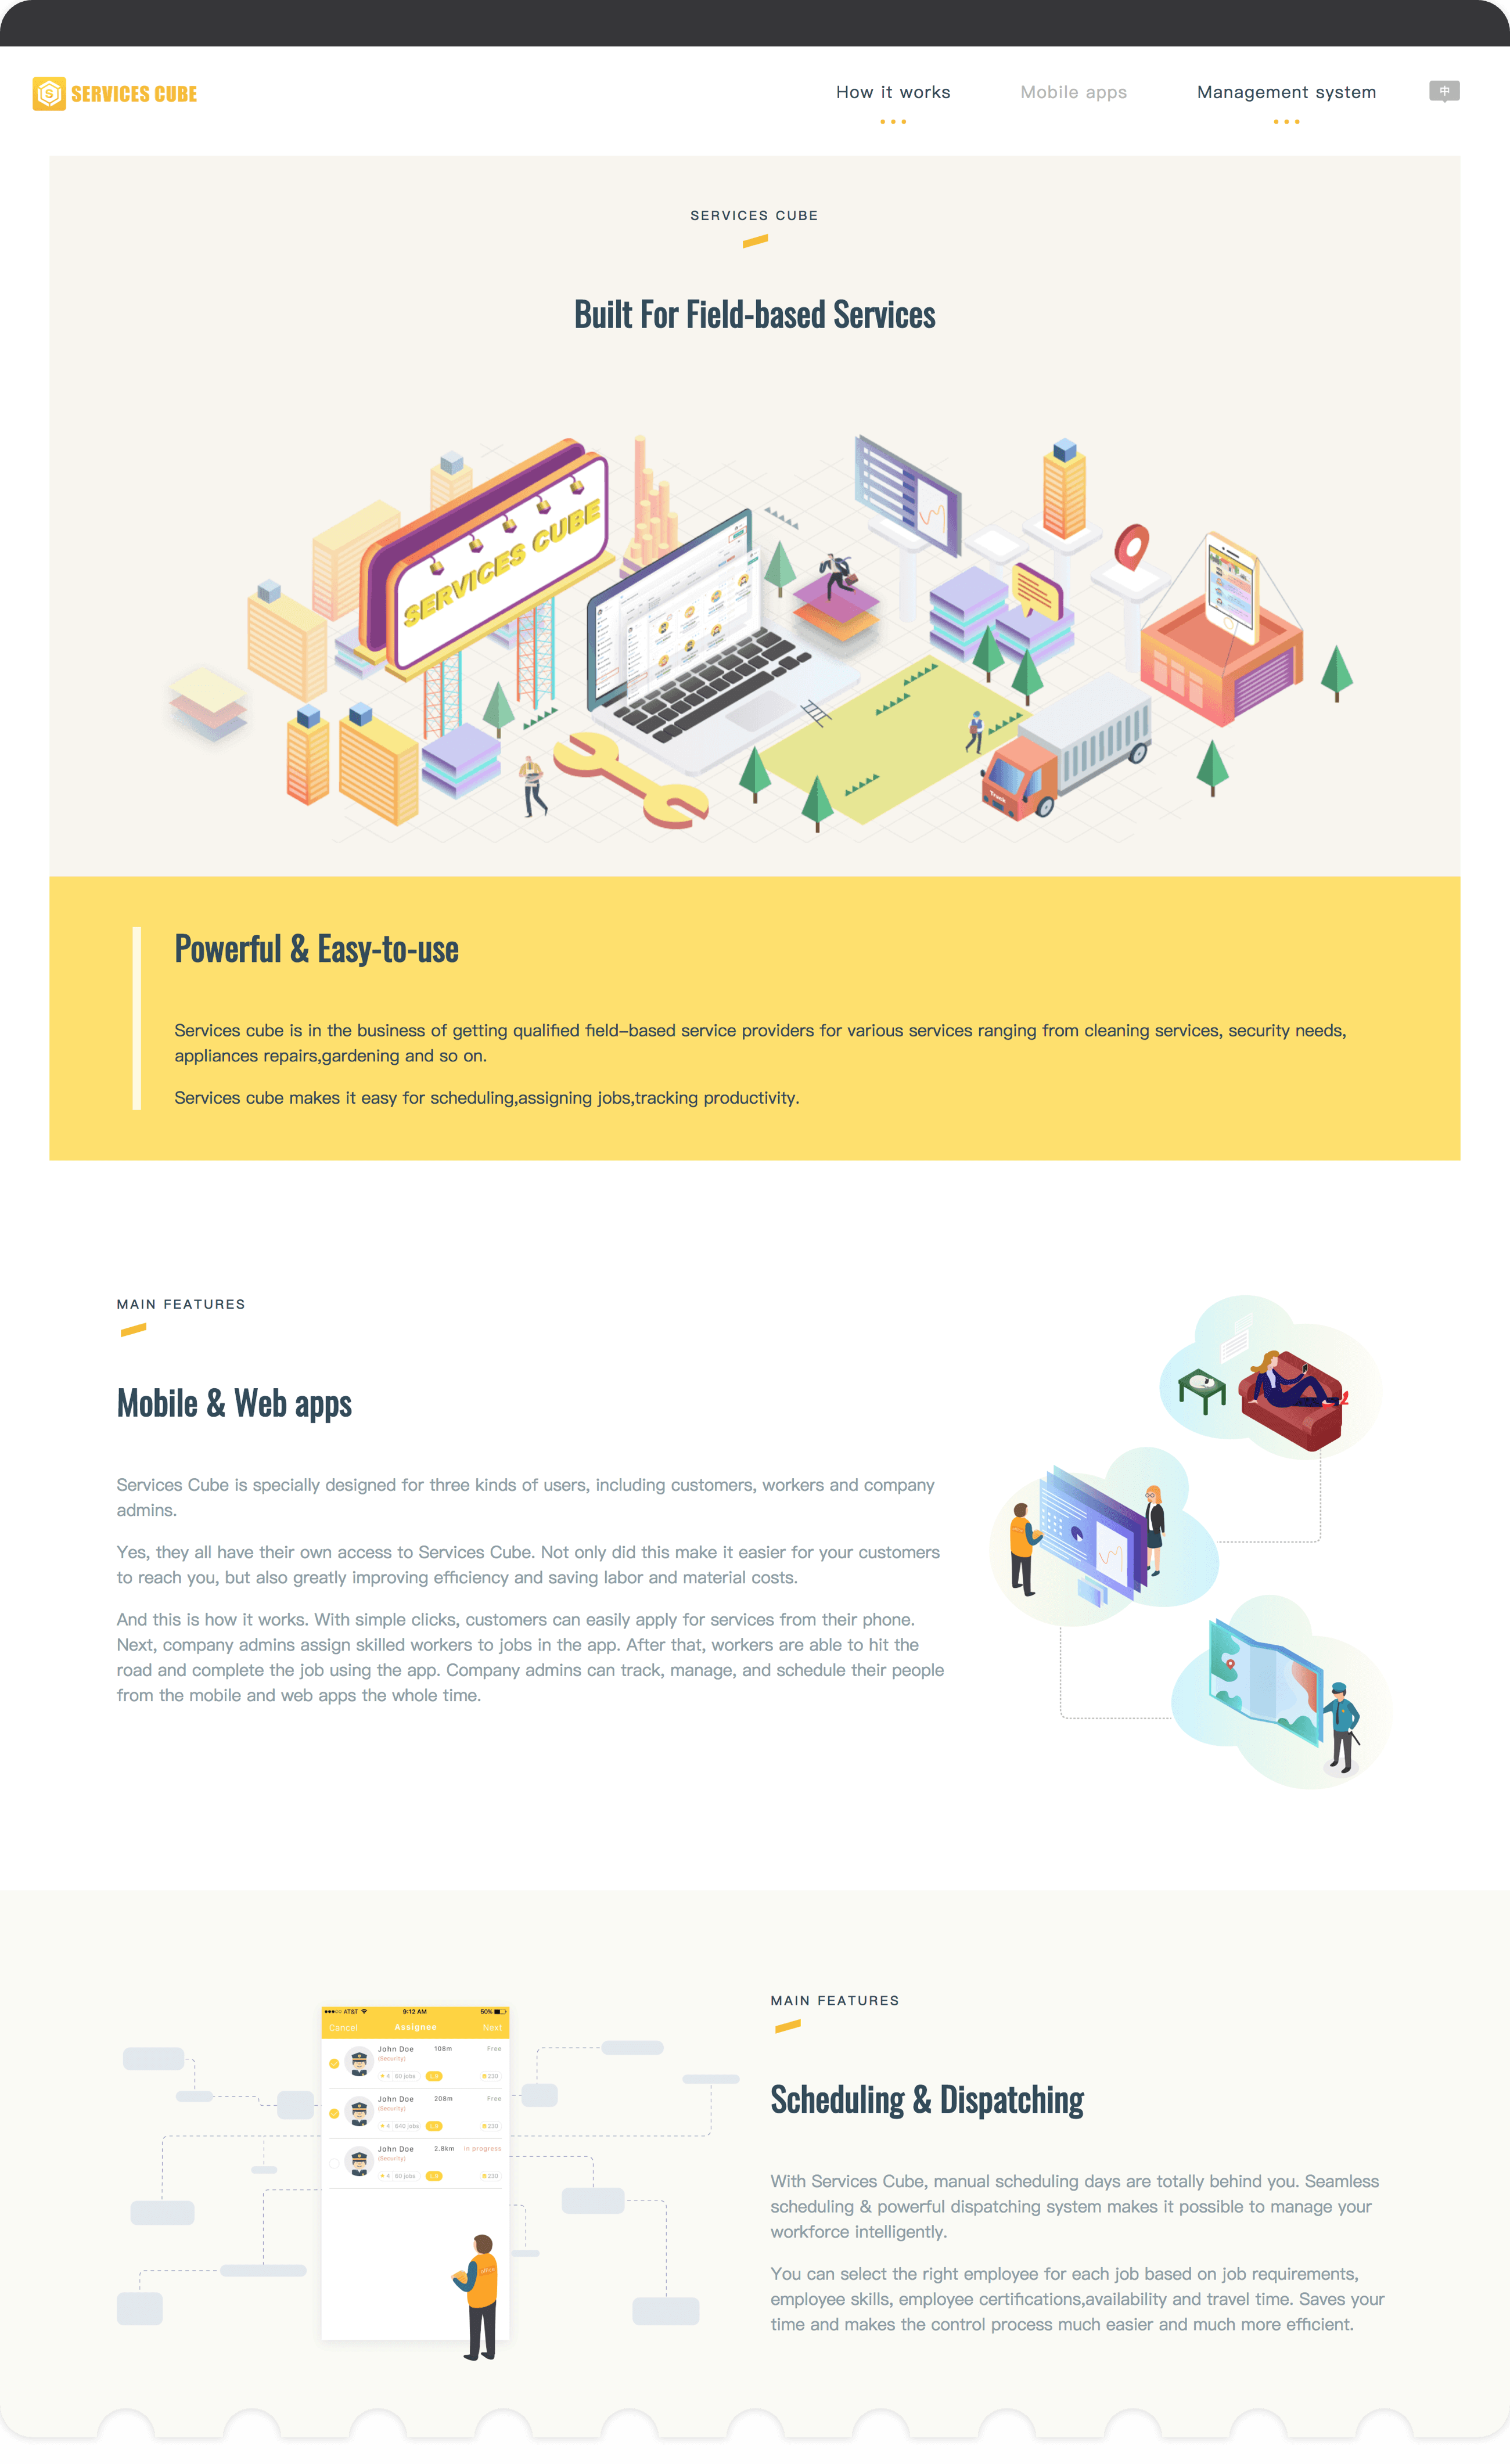 SERVICES CUBE
How it works
Mobile apps
Management system
中
SERVICES CUBE
Built For Field-based Services
SERVICES CUBE
Truck
Powerful & Easy-to-use
Services cube is in the business of getting qualified field-based service providers for various services ranging from cleaning services, security needs,
appliances repairs,gardening and so on.
Services cube makes it easy for scheduling,assigning jobs,tracking productivity.
MAIN FEATURES
Mobile & Web apps
Services Cube is specially designed for three kinds of users, including customers, workers and company
admins.
Yes, they all have their own access to Services Cube. Not only did this make it easier for your customers
to reach you, but also greatly improving efficiency and saving labor and material costs.
And this is how it works. With simple clicks, customers can easily apply for services from their phone.
Next, company admins assign skilled workers to jobs in the app. After that, workers are able to hit the
road and complete the job using the app. Company admins can track, manage, and schedule their people
from the mobile and web apps the whole time.
AT&T 9:12 AM 50%
Cancel Assignee Next
John Doe 108m Free
(Security)
4 60 jobs 230
John Doe 208m Free
(Security)
4 640 jobs 230
John Doe 2.8km In progress
(Security)
4 60 jobs 230
MAIN FEATURES
Scheduling & Dispatching
With Services Cube, manual scheduling days are totally behind you. Seamless
scheduling & powerful dispatching system makes it possible to manage your
workforce intelligently.
You can select the right employee for each job based on job requirements,
employee skills, employee certifications,availability and travel time. Saves your
time and makes the control process much easier and much more efficient.